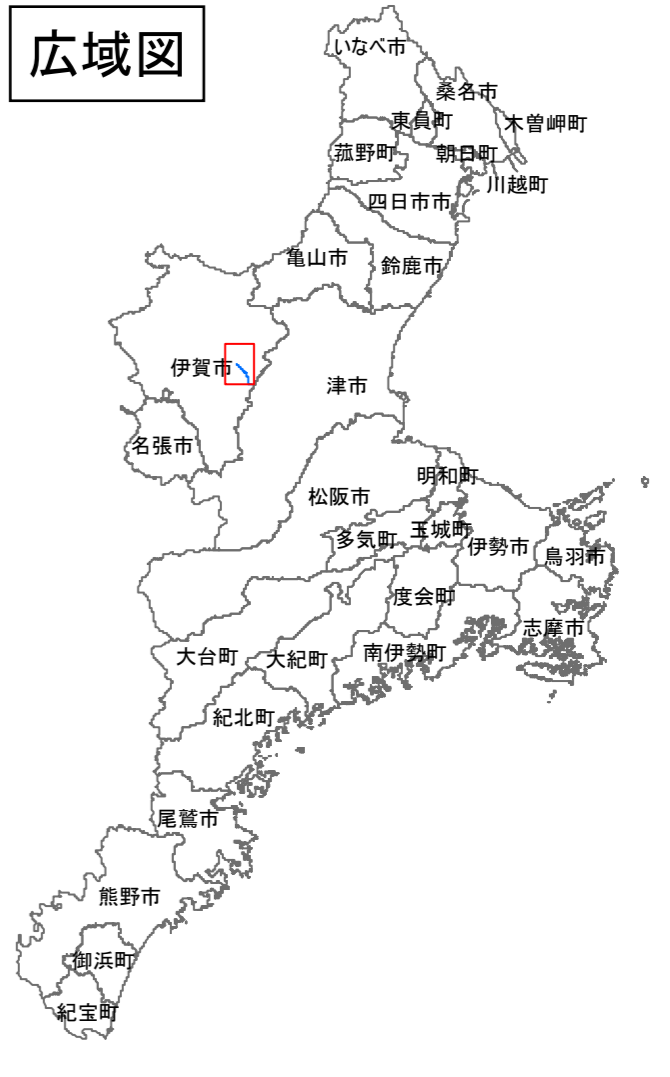 広域図
いなべ市
桑名市
東員町
木曽岬町
菰野町
朝日町
川越町
四日市市
亀山市
鈴鹿市
伊賀市
津市
名張市
明和町
松阪市
玉城町
多気町
伊勢市
鳥羽市
度会町
志摩市
大台町
大紀町
南伊勢町
紀北町
尾鷲市
熊野市
御浜町
紀宝町